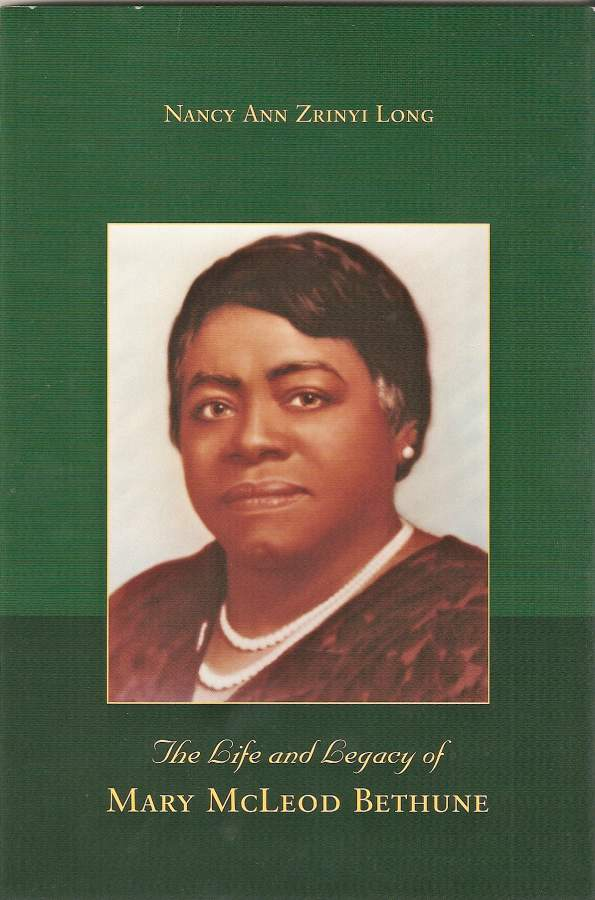 NANCY ANN ZRINYI LONG
The Life and Legacy of
MARY MCLEOD BETHUNE